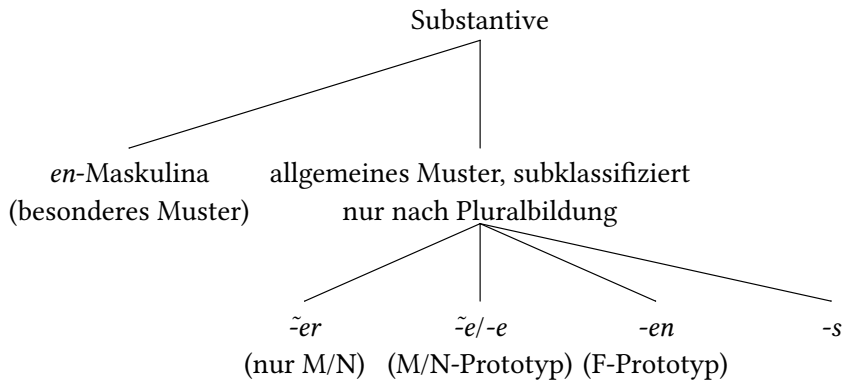 Substantive
en-Maskulina allgemeines Muster, subklassifiziert
(besonderes Muster) nur nach Pluralbildung
-̃er -̃e/-e -en -s
(nur M/N) (M/N-Prototyp) (F-Prototyp)